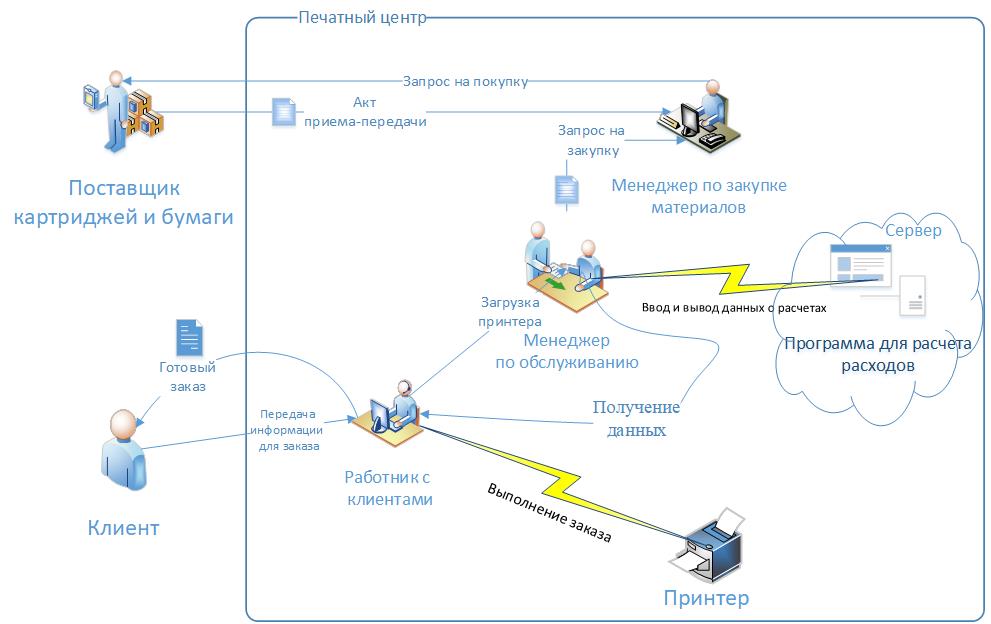 Печатный центр
Запрос на покупку
Акт
приема-передачи
Запрос на
закупку
Поставщик
картриджей и бумаги
Менеджер по закупке
материалов
Сервер
Загрузка
принтера
Ввод и вывод данных о расчетах
Менеджер
по обслуживанию
Программа для расчета
расходов
Готовый
заказ
Передача
информации
для заказа
Получение
данных
Работник с
клиентами
Выполнение заказа
Клиент
Принтер